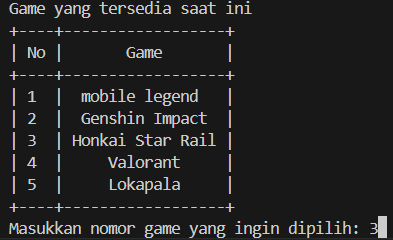 Game yang tersedia saat ini
+----+------------------+
| No |       Game       |
+----+------------------+
| 1  |  mobile legend   |
| 2  |  Genshin Impact  |
| 3  | Honkai Star Rail |
| 4  |     Valorant     |
| 5  |     Lokapala     |
+----+------------------+
Masukkan nomor game yang ingin dipilih: 3